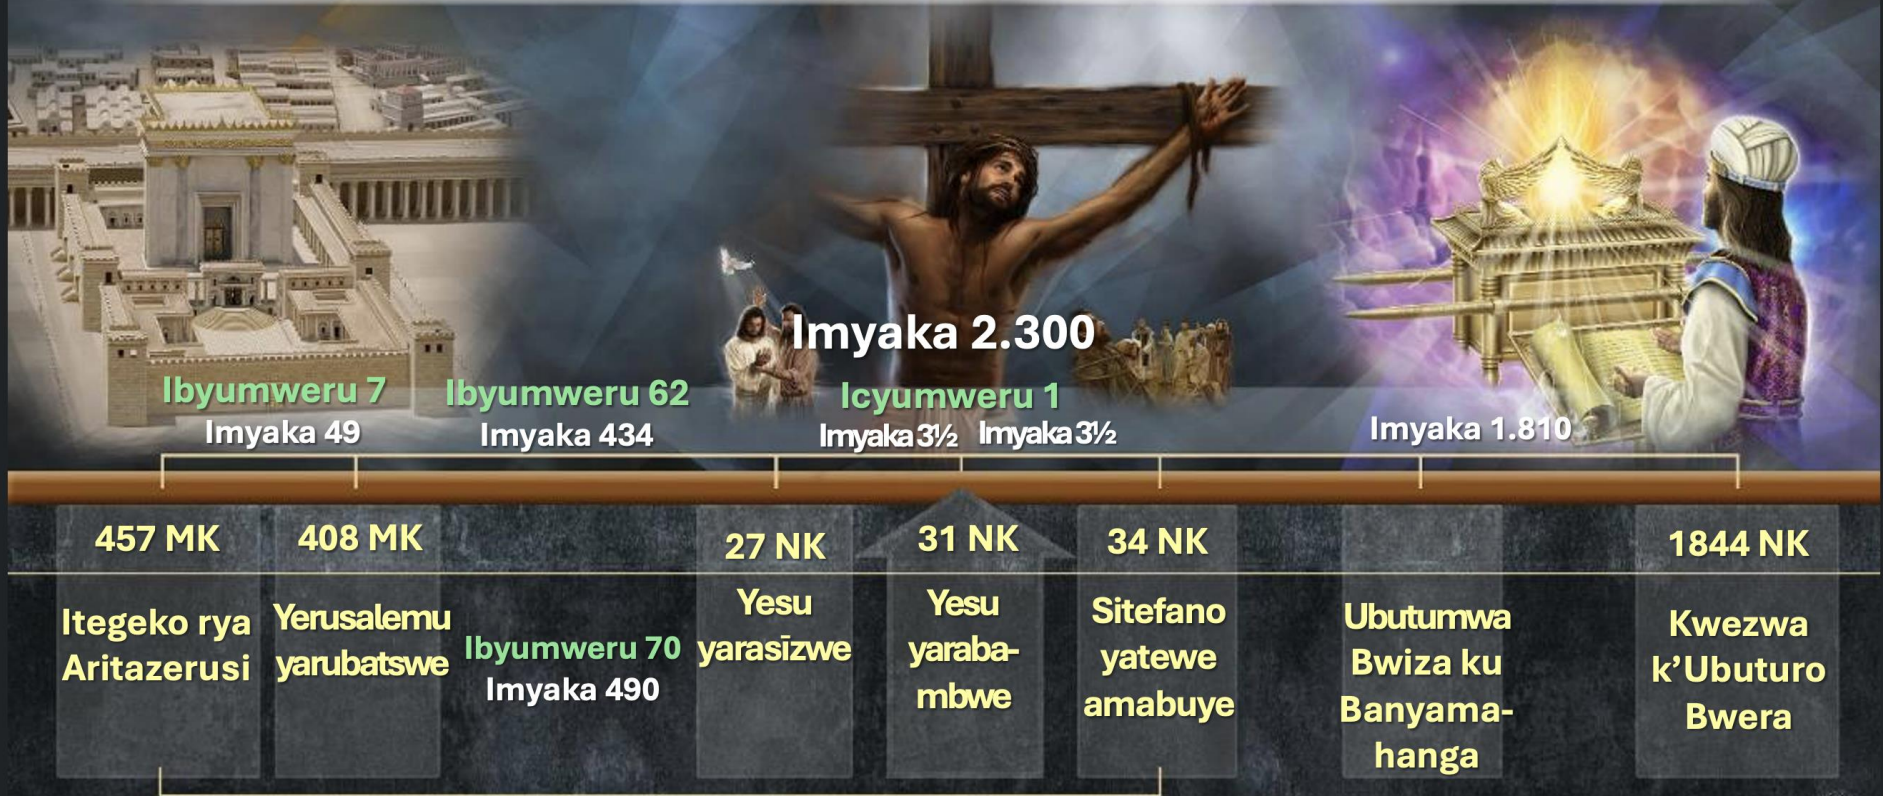 Imyaka 2.300
Ibyumweru 7
Imyaka 49
Ibyumweru 62
Imyaka 434
Icyumweru 1
Imyaka 3½ Imyaka 3½
Imyaka 1.810
457 MK
Itegeko rya
Aritazerusi
408 MK
Yerusalemu
yarubatswe
Ibyumweru 70
Imyaka 490
27 NK
Yesu
yarasīzwe
31 NK
Yesu
yaraba-
mbwe
34 NK
Sitefano
yatewe
amabuye
Ubutumwa
Bwiza ku
Banyama-
hanga
1844 NK
Kwezwa
k’Ubuturo
Bwera